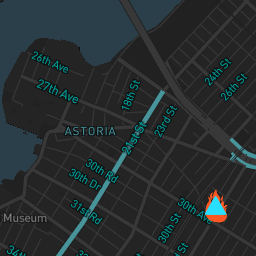 26th Ave
27th Ave
18th St
24th St
26th St
23rd St
ASTORIA
21st St
30th Rd
30th Dr
31st Rd
30th Ave
30th St
Museum
34th